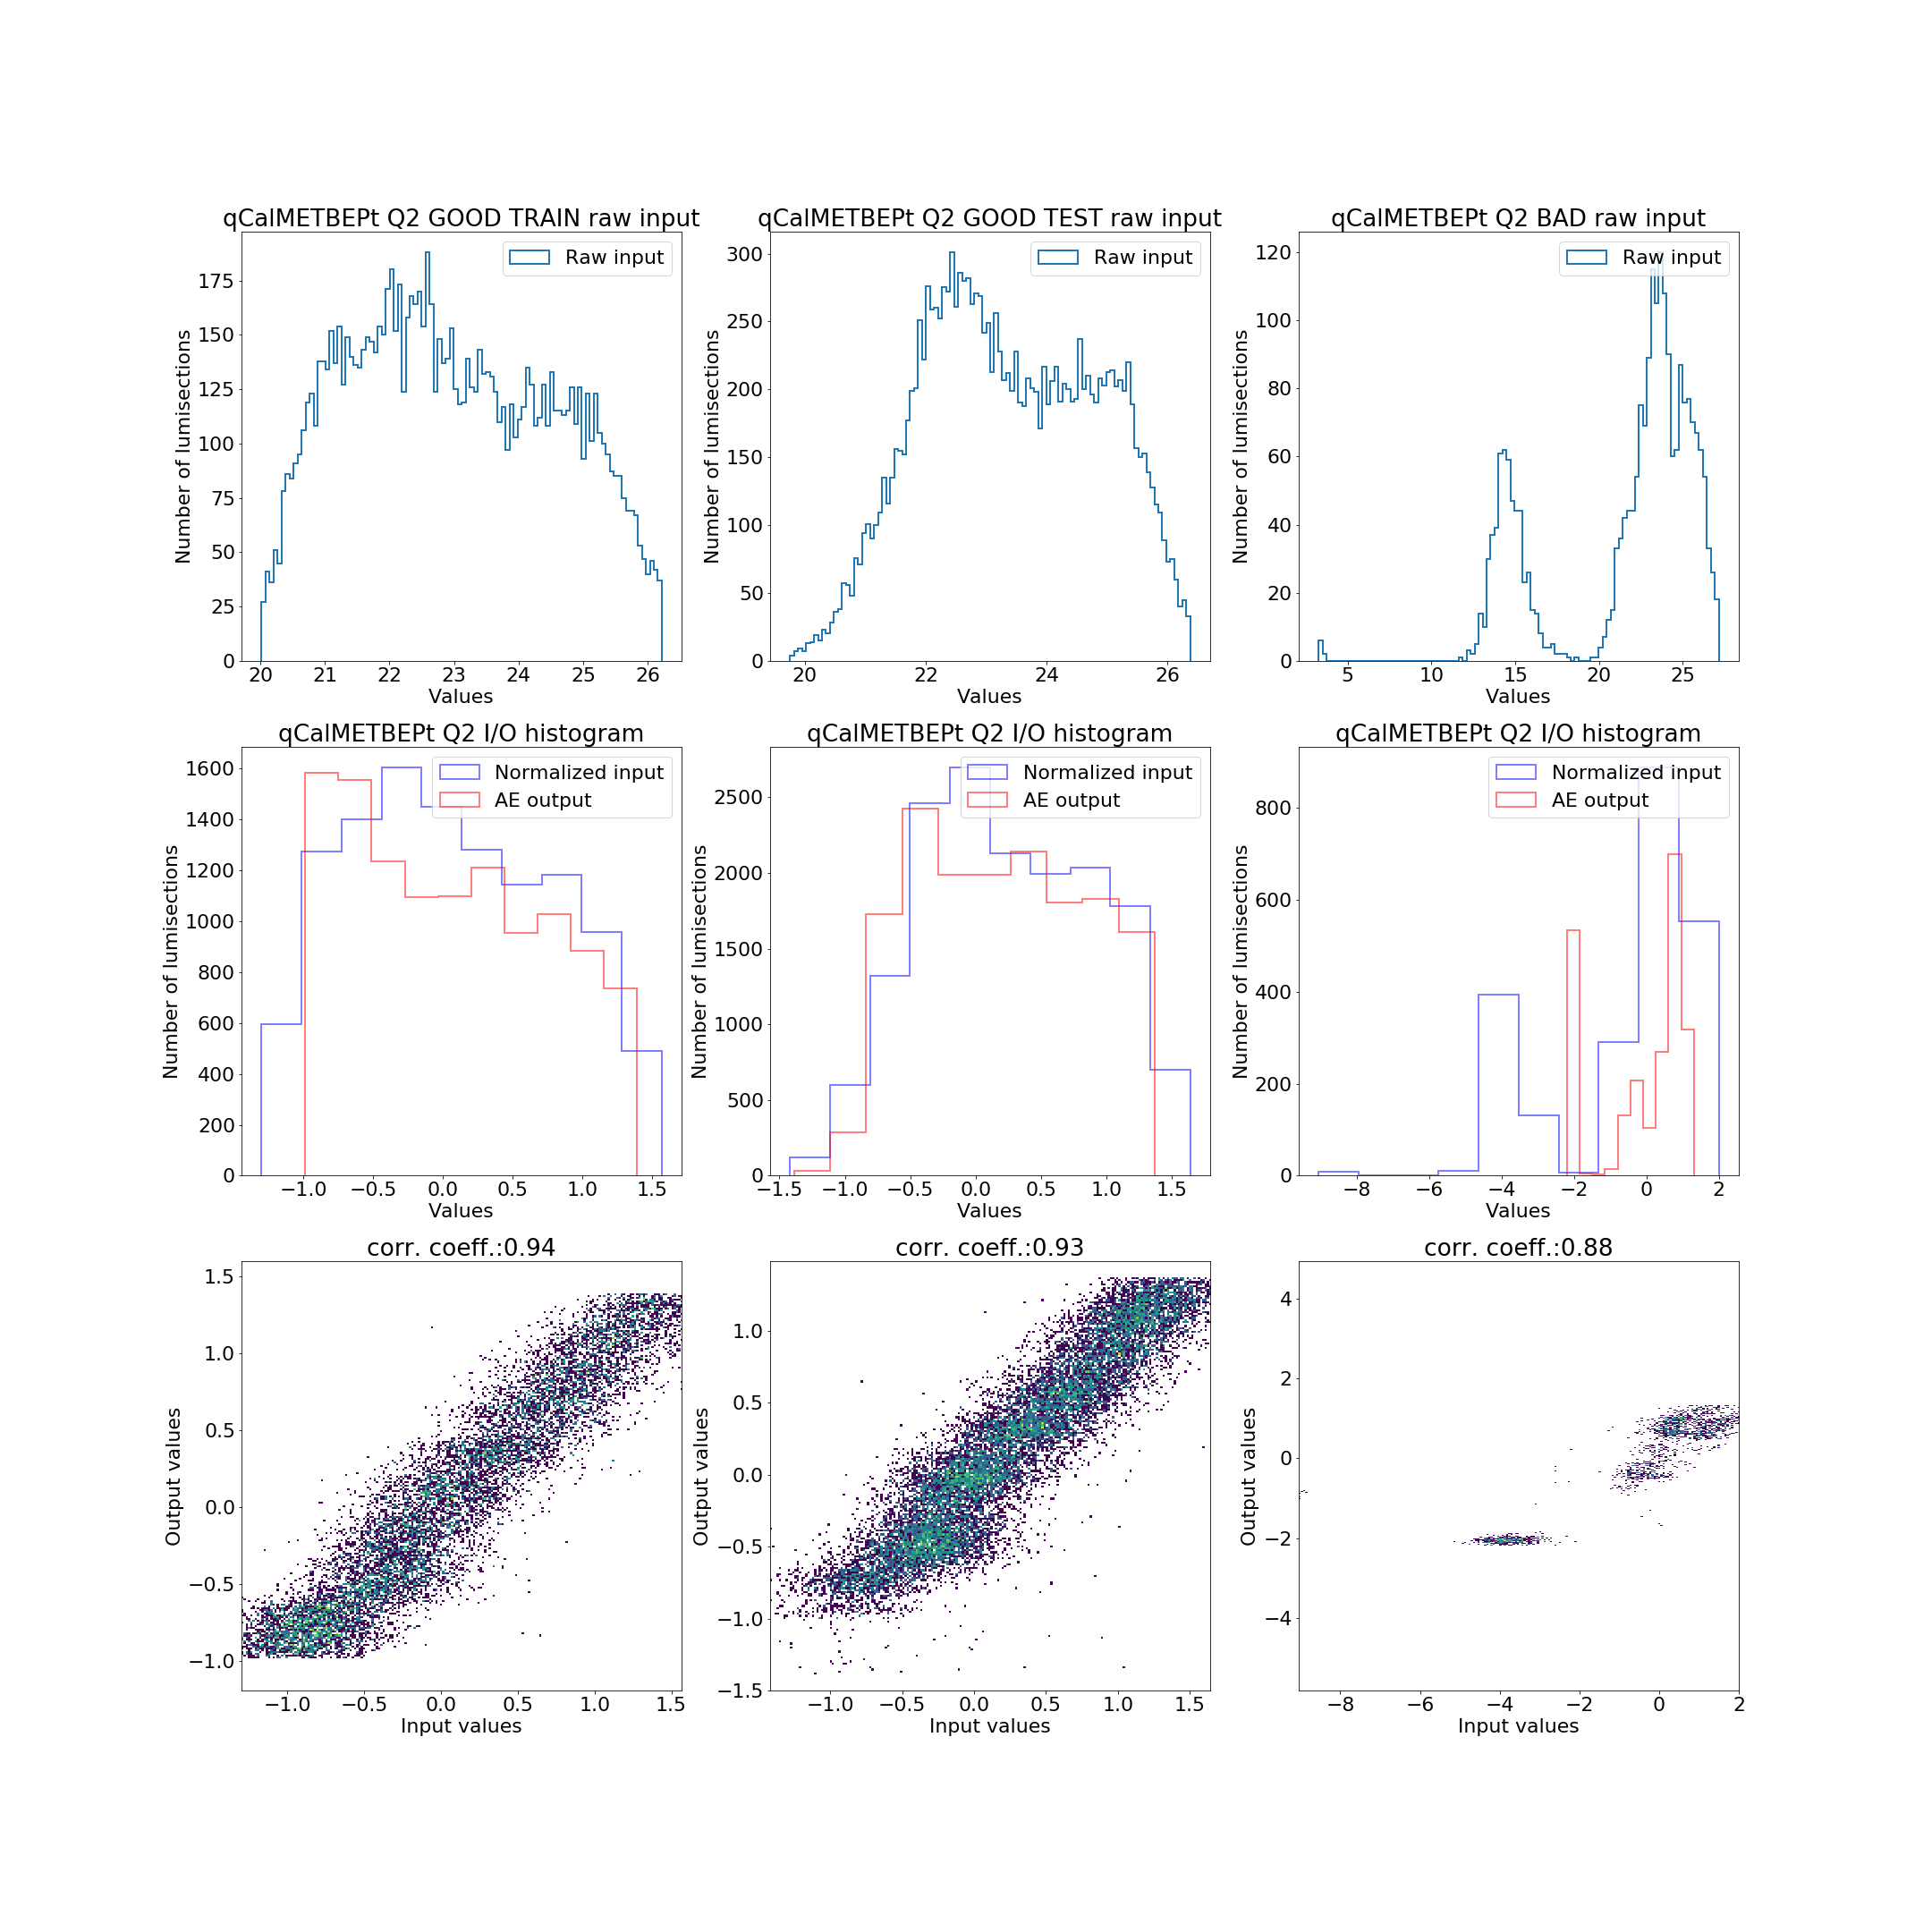 qCalMETBEPt Q2 GOOD TRAIN raw input
Raw input
175
150
125
100
75
50
25
0
Number of lumisections
20 21 22 23 24 25 26
Values
qCalMETBEPt Q2 GOOD TEST raw input
Raw input
300
250
200
150
100
50
0
Number of lumisections
20 22 24 26
Values
qCalMETBEPt Q2 BAD raw input
Raw input
120
100
80
60
40
20
0
Number of lumisections
5 10 15 20 25
Values
qCalMETBEPt Q2 I/O histogram
Normalized input
AE output
1600
1400
1200
1000
800
600
400
200
0
Number of lumisections
−1.0 −0.5 0.0 0.5 1.0 1.5
Values
qCalMETBEPt Q2 I/O histogram
Normalized input
AE output
2500
2000
1500
1000
500
0
Number of lumisections
−1.5 −1.0 −0.5 0.0 0.5 1.0 1.5
Values
qCalMETBEPt Q2 I/O histogram
Normalized input
AE output
800
600
400
200
0
Number of lumisections
−8 −6 −4 −2 0 2
Values
corr. coeff.:0.94
1.5
1.0
0.5
0.0
−0.5
−1.0
Output values
−1.0 −0.5 0.0 0.5 1.0 1.5
Input values
corr. coeff.:0.93
1.0
0.5
0.0
−0.5
−1.0
−1.5
Output values
−1.0 −0.5 0.0 0.5 1.0 1.5
Input values
corr. coeff.:0.88
4
2
0
−2
−4
Output values
−8 −6 −4 −2 0 2
Input values